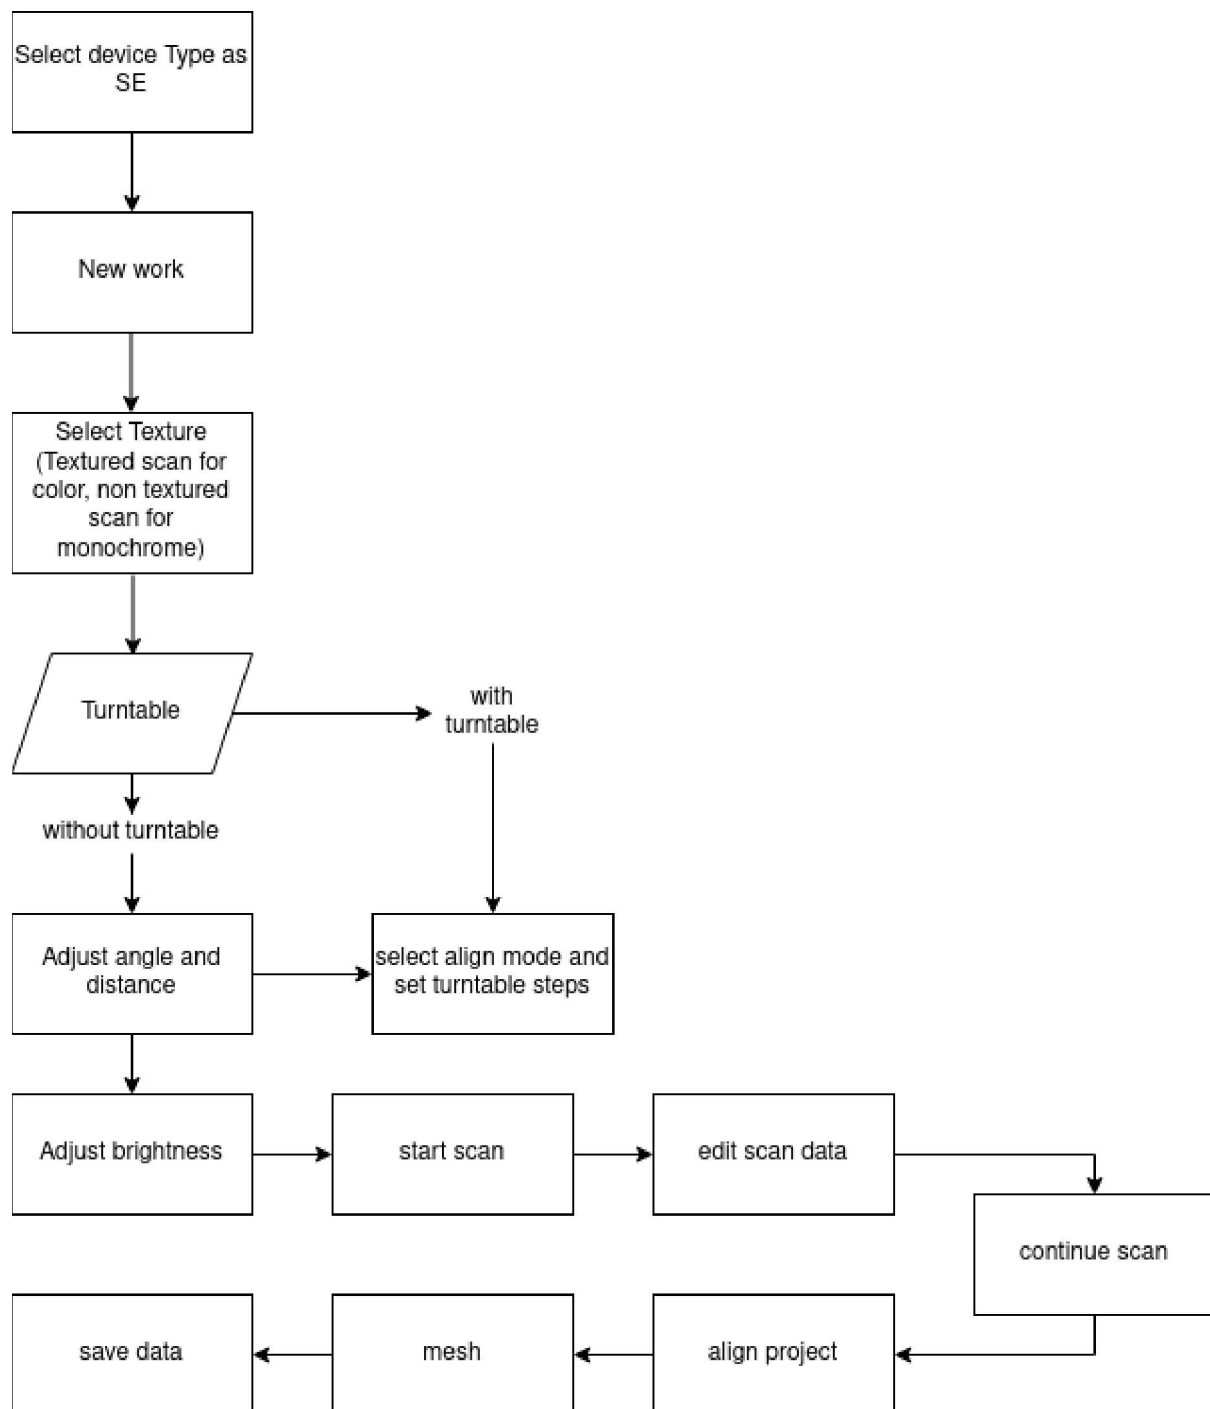 Select device Type as
SE
New work
Select Texture
(Textured scan for
color, non textured
scan for
monochrome)
Turntable
with
turntable
without turntable
Adjust angle and
distance
select align mode and
set turntable steps
Adjust brightness
start scan
edit scan data
continue scan
save data
mesh
align project